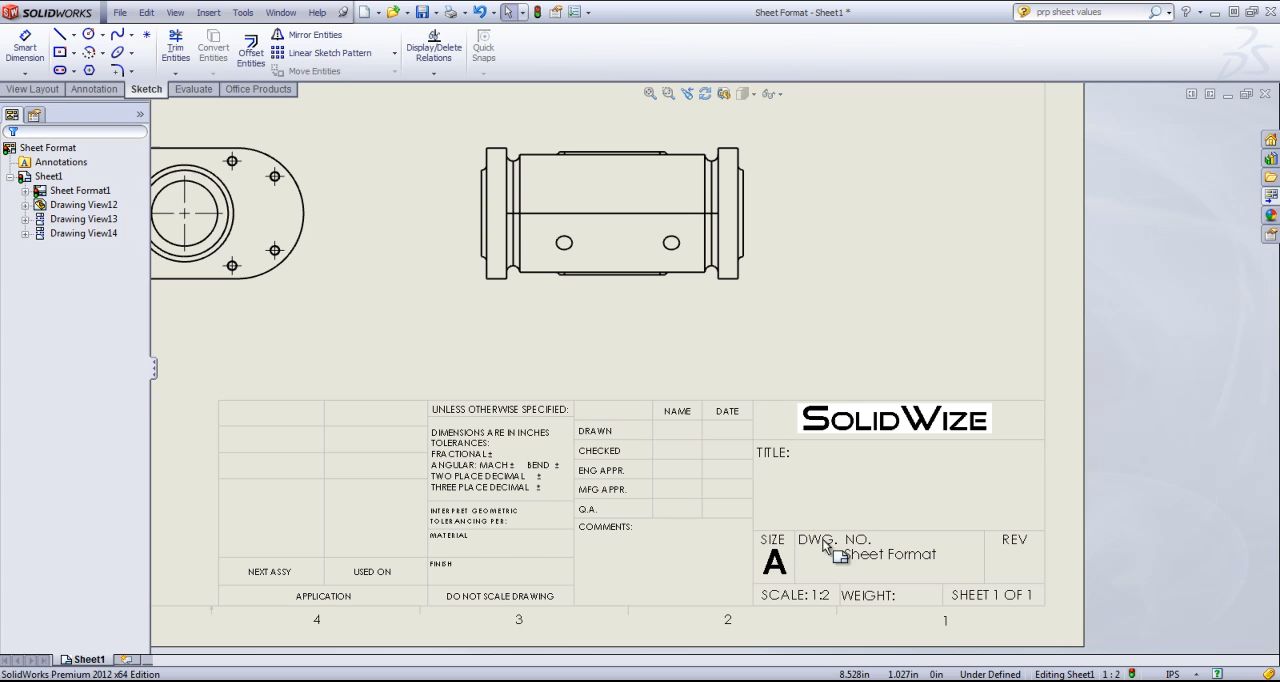 SOLIDWORKS File Edit View Insert Tools Window Help Sheet Format - Sheet1 * prp sheet values
Smart Dimension
Trim Entities
Convert Entities
Offset Entities
Mirror Entities
Linear Sketch Pattern
Move Entities
Display/Delete Relations
Quick Snaps
View Layout Annotation Sketch Evaluate Office Products
Sheet Format
Annotations
Sheet1
Sheet Format1
Drawing View12
Drawing View13
Drawing View14
UNLESS OTHERWISE SPECIFIED:
DIMENSIONS ARE IN INCHES
TOLERANCES:
FRACTIONAL±
ANGULAR: MACH± BEND ±
TWO PLACE DECIMAL ±
THREE PLACE DECIMAL ±
INTERPRET GEOMETRIC
TOLERANCING PER:
MATERIAL
FINISH
DO NOT SCALE DRAWING
NEXT ASSY USED ON
APPLICATION
NAME DATE
DRAWN
CHECKED
ENG APPR.
MFG APPR.
Q.A.
COMMENTS:
SOLIDWIZE
TITLE:
SIZE DWG. NO. REV
A Sheet Format
SCALE: 1:2 WEIGHT: SHEET 1 OF 1
4 3 2 1
Sheet1
SolidWorks Premium 2012 x64 Edition 8.528in 1.027in 0in Under Defined Editing Sheet1 1 : 2 IPS